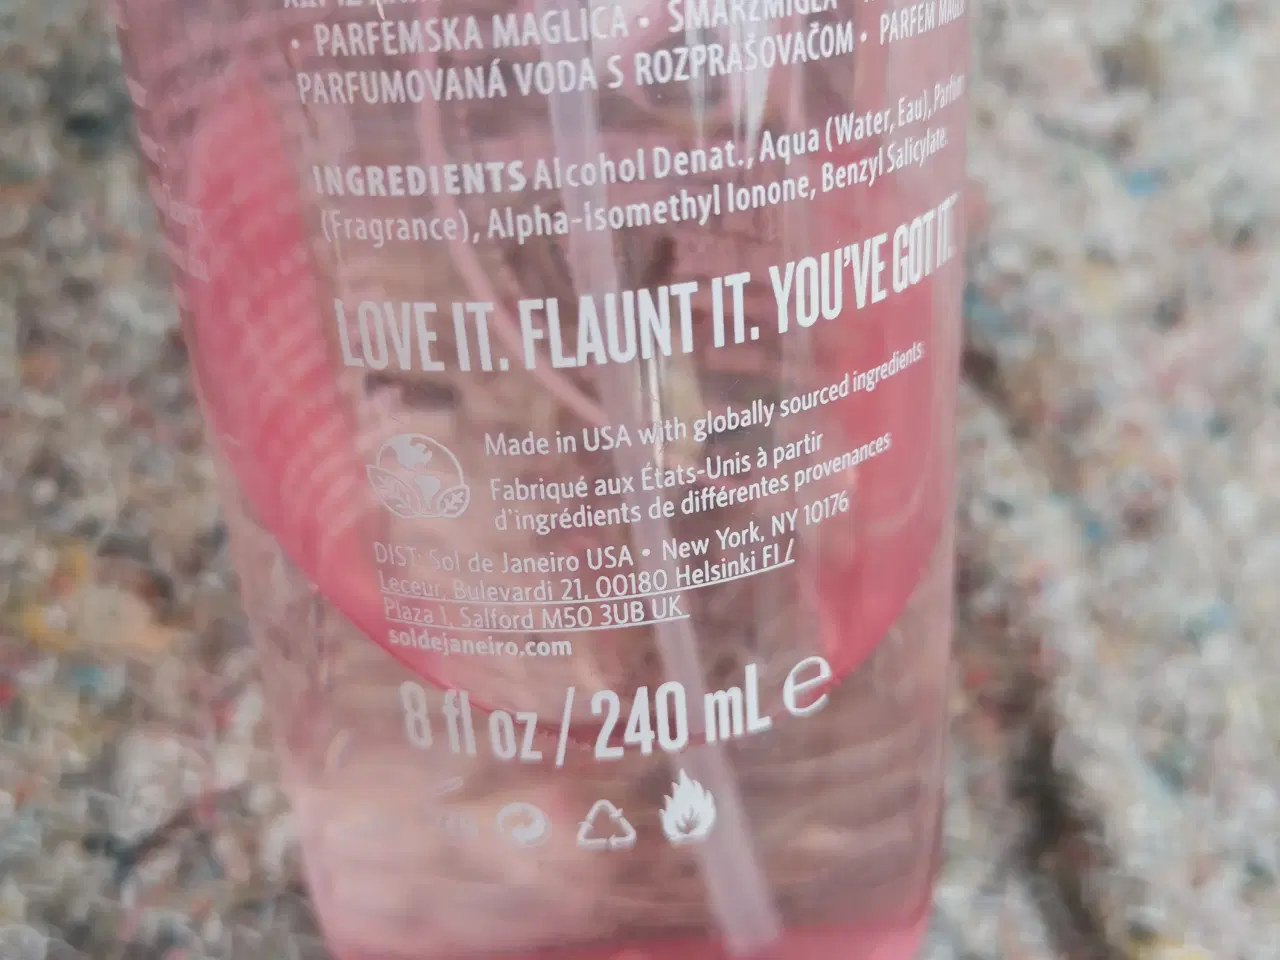 • PARFEMSKA MAGLICA • SMARŽMIGLA
PARFUMOVANÁ VODA S ROZPRAŠOVAČOM • PARFÉM
INGREDIENTS Alcohol Denat., Aqua (Water, Eau), Parfum
(Fragrance), Alpha-isomethyl Ionone, Benzyl Salicylate.
LOVE IT. FLAUNT IT. YOU'VE GOT IT.
Made in USA with globally sourced ingredients
Fabriqué aux États-Unis à partir
d'ingrédients de différentes provenances
DIST: Sol de Janeiro USA • New York, NY 10176
Leceur, Bulevardi 21, 00180 Helsinki FI /
Plaza 1, Salford M50 3UB UK
soldejaneiro.com
8 fl oz / 240 mL e